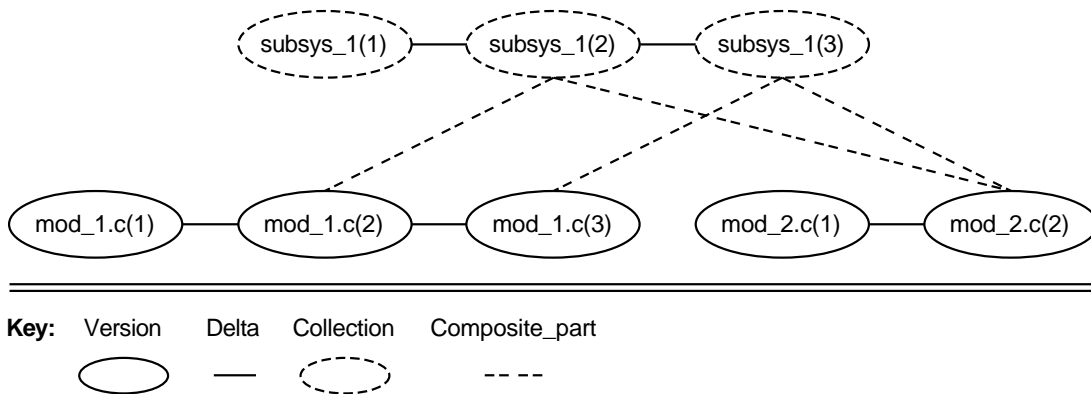 subsys_1(1) subsys_1(2) subsys_1(3)
mod_1.c(1) mod_1.c(2) mod_1.c(3) mod_2.c(1) mod_2.c(2)
Key: Version Delta Collection Composite_part